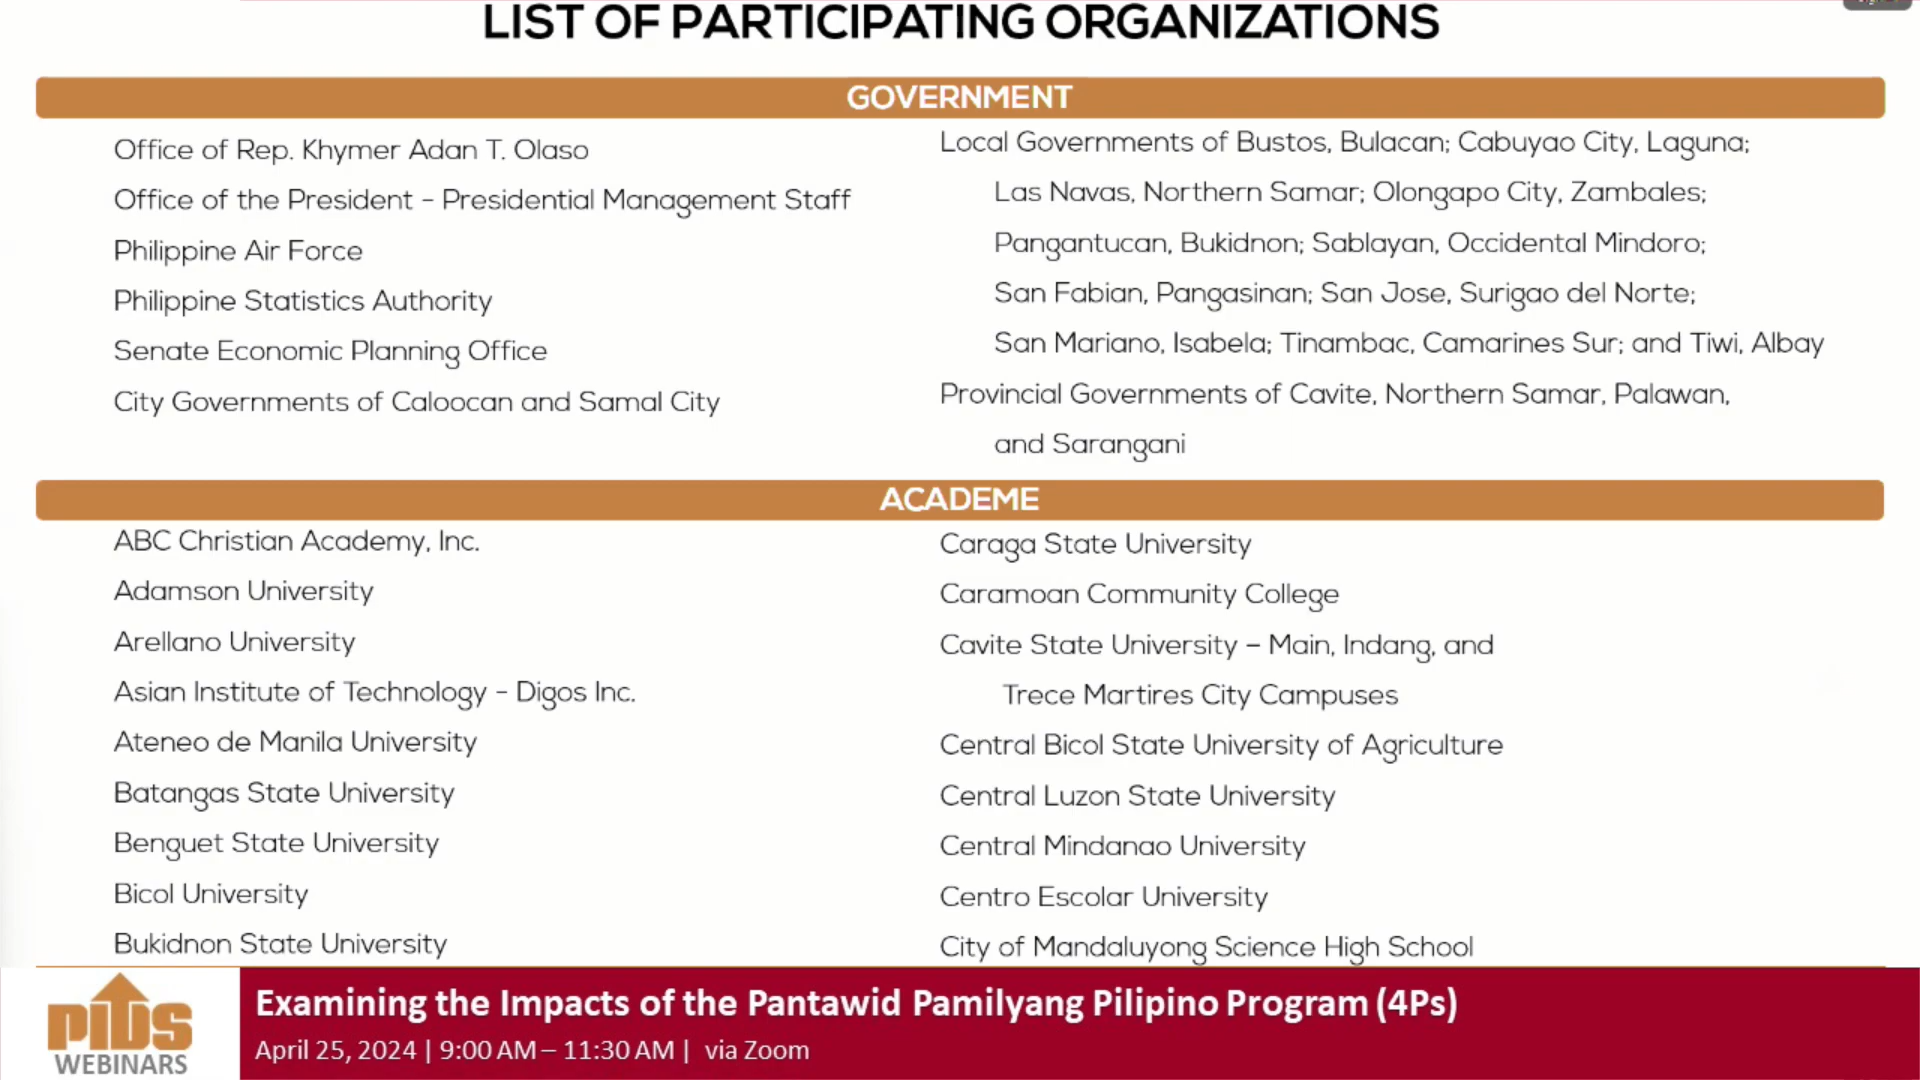 LIST OF PARTICIPATING ORGANIZATIONS
GOVERNMENT
Office of Rep. Khymer Adan T. Olaso
Office of the President - Presidential Management Staff
Philippine Air Force
Philippine Statistics Authority
Senate Economic Planning Office
City Governments of Caloocan and Samal City
Local Governments of Bustos, Bulacan; Cabuyao City, Laguna;
Las Navas, Northern Samar; Olongapo City, Zambales;
Pangantucan, Bukidnon; Sablayan, Occidental Mindoro;
San Fabian, Pangasinan; San Jose, Surigao del Norte;
San Mariano, Isabela; Tinambac, Camarines Sur; and Tiwi, Albay
Provincial Governments of Cavite, Northern Samar, Palawan,
and Sarangani
ACADEME
ABC Christian Academy, Inc.
Adamson University
Arellano University
Asian Institute of Technology - Digos Inc.
Ateneo de Manila University
Batangas State University
Benguet State University
Bicol University
Bukidnon State University
Caraga State University
Caramoan Community College
Cavite State University – Main, Indang, and
Trece Martires City Campuses
Central Bicol State University of Agriculture
Central Luzon State University
Central Mindanao University
Centro Escolar University
City of Mandaluyong Science High School
pids
WEBINARS
Examining the Impacts of the Pantawid Pamilyang Pilipino Program (4Ps)
April 25, 2024 | 9:00 AM – 11:30 AM | via Zoom